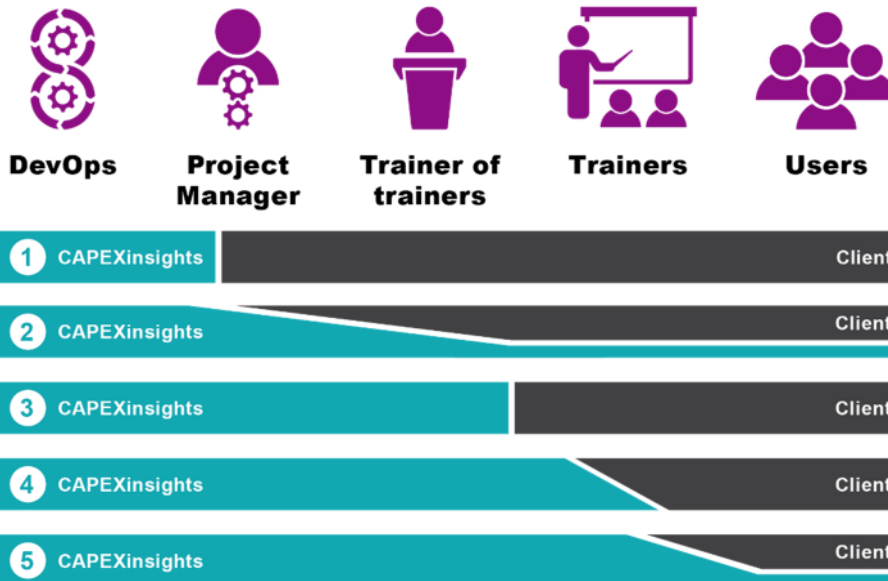 DevOps
Project
Manager
Trainer of
trainers
Trainers
Users
1 CAPEXinsights Client
2 CAPEXinsights Client
3 CAPEXinsights Client
4 CAPEXinsights Client
5 CAPEXinsights Client